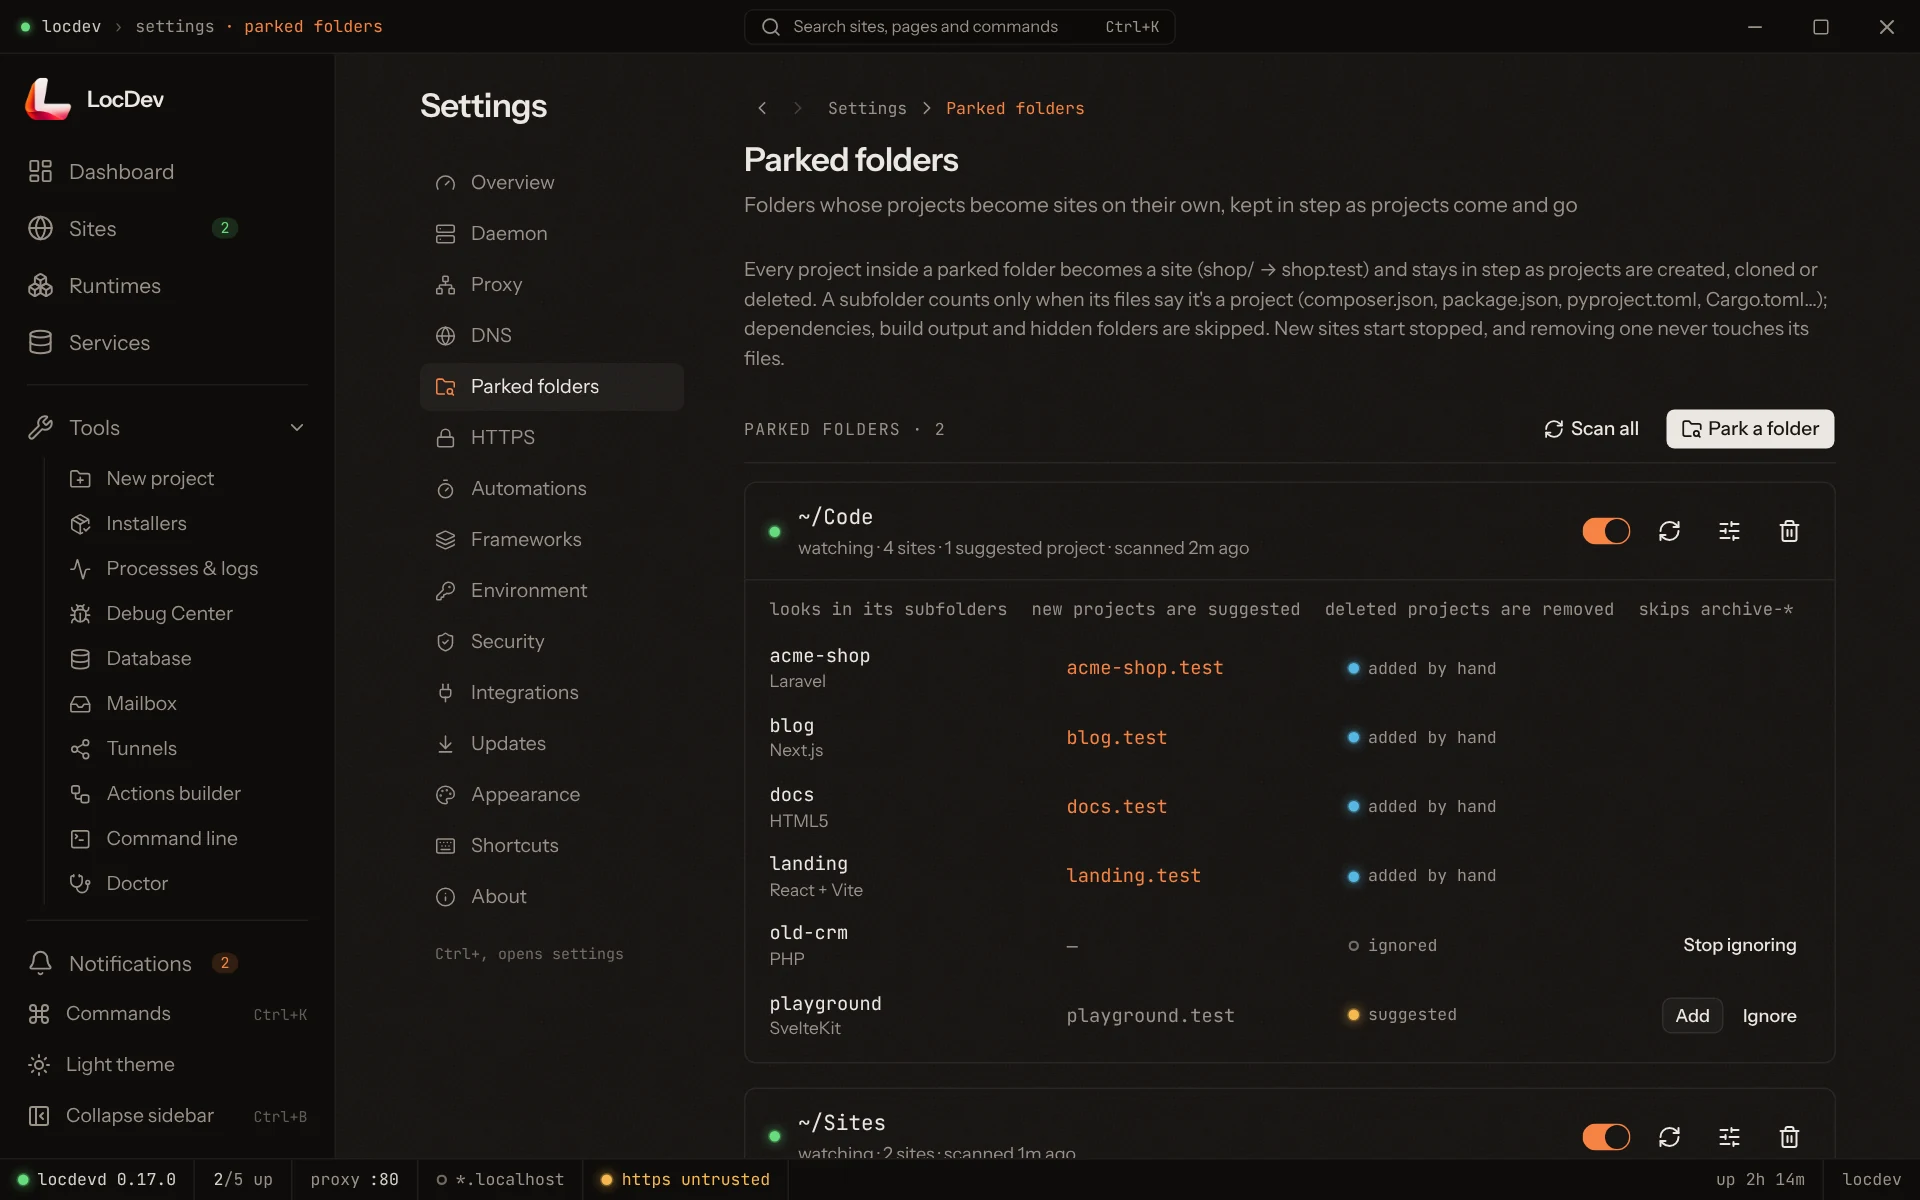 locdev › settings · parked folders
Search sites, pages and commands Ctrl+K
LocDev
Dashboard
Sites 2
Runtimes
Services
Tools
New project
Installers
Processes & logs
Debug Center
Database
Mailbox
Tunnels
Actions builder
Command line
Doctor
Notifications 2
Commands Ctrl+K
Light theme
Collapse sidebar Ctrl+B
Settings
Overview
Daemon
Proxy
DNS
Parked folders
HTTPS
Automations
Frameworks
Environment
Security
Integrations
Updates
Appearance
Shortcuts
About
Ctrl+, opens settings
Settings > Parked folders
Parked folders
Folders whose projects become sites on their own, kept in step as projects come and go
Every project inside a parked folder becomes a site (shop/ → shop.test) and stays in step as projects are created, cloned or
deleted. A subfolder counts only when its files say it's a project (composer.json, package.json, pyproject.toml, Cargo.toml…);
dependencies, build output and hidden folders are skipped. New sites start stopped, and removing one never touches its
files.
PARKED FOLDERS · 2
Scan all
Park a folder
~/Code
watching · 4 sites · 1 suggested project · scanned 2m ago
looks in its subfolders new projects are suggested deleted projects are removed skips archive-*
acme-shop
Laravel
acme-shop.test
added by hand
blog
Next.js
blog.test
added by hand
docs
HTML5
docs.test
added by hand
landing
React + Vite
landing.test
added by hand
old-crm
PHP
—
ignored
Stop ignoring
playground
SvelteKit
playground.test
suggested
Add
Ignore
~/Sites
watching · 2 sites · scanned 1m ago
locdevd 0.17.0
2/5 up
proxy :80
*.localhost
https untrusted
up 2h 14m
locdev